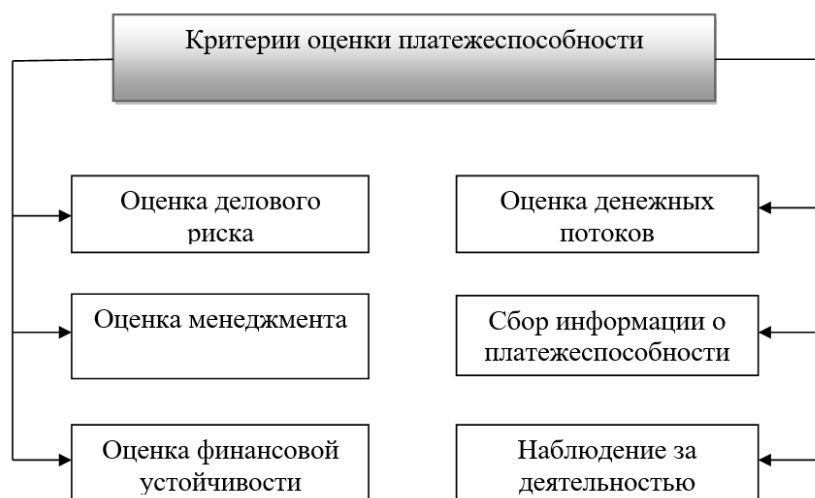 Критерии оценки платежеспособности
Оценка делового
риска
Оценка денежных
потоков
Оценка менеджмента
Сбор информации о
платежеспособности
Оценка финансовой
устойчивости
Наблюдение за
деятельностью